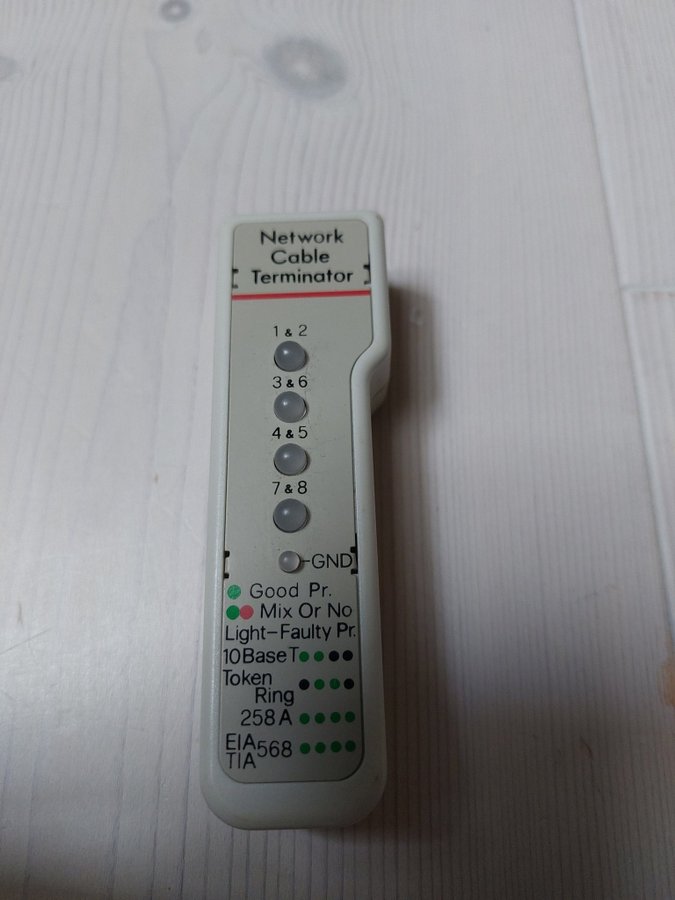 Network
Cable
Terminator
1 & 2
3 & 6
4 & 5
7 & 8
GND
Good Pr.
Mix Or No
Light-Faulty Pr.
10BaseT
Token
Ring
258A
EIA
TIA 568